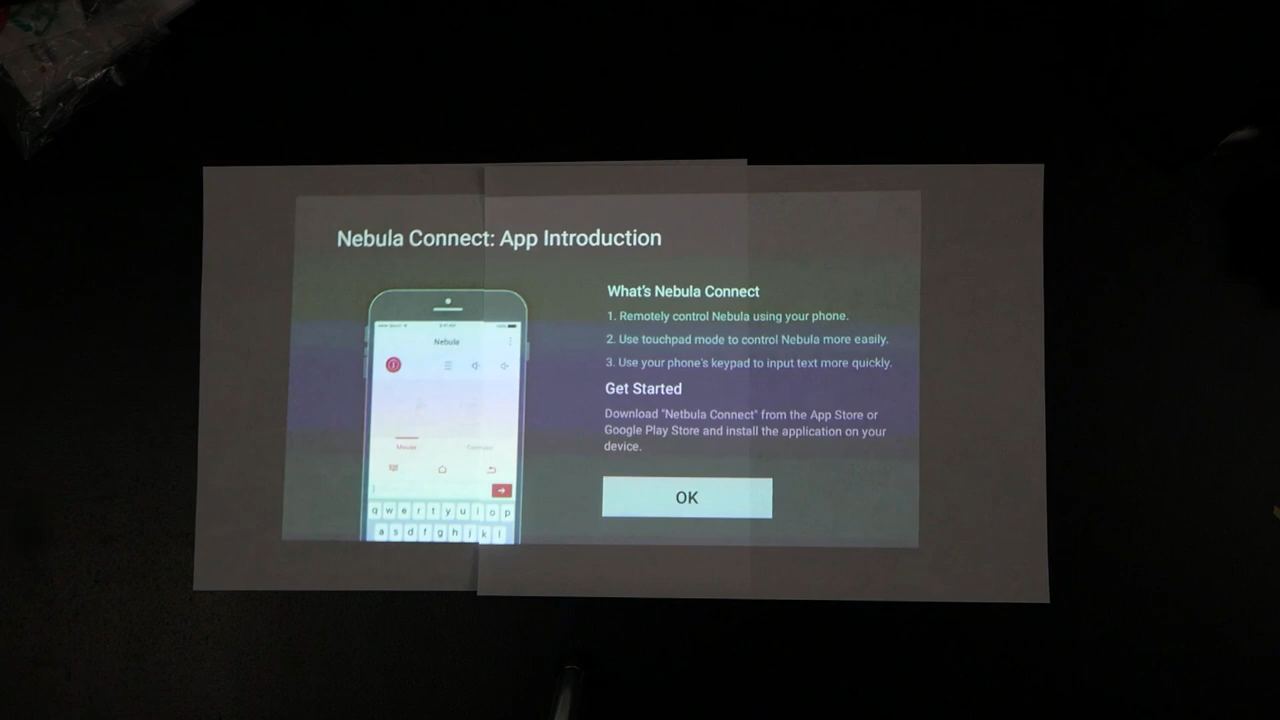 Nebula Connect: App Introduction
What's Nebula Connect
1. Remotely control Nebula using your phone.
2. Use touchpad mode to control Nebula more easily.
3. Use your phone's keypad to input text more quickly.
Get Started
Download "Netbula Connect" from the App Store or
Google Play Store and install the application on your
device.
OK
Nebula
Mouse
q w e r t y u i o p
a s d f g h j k l